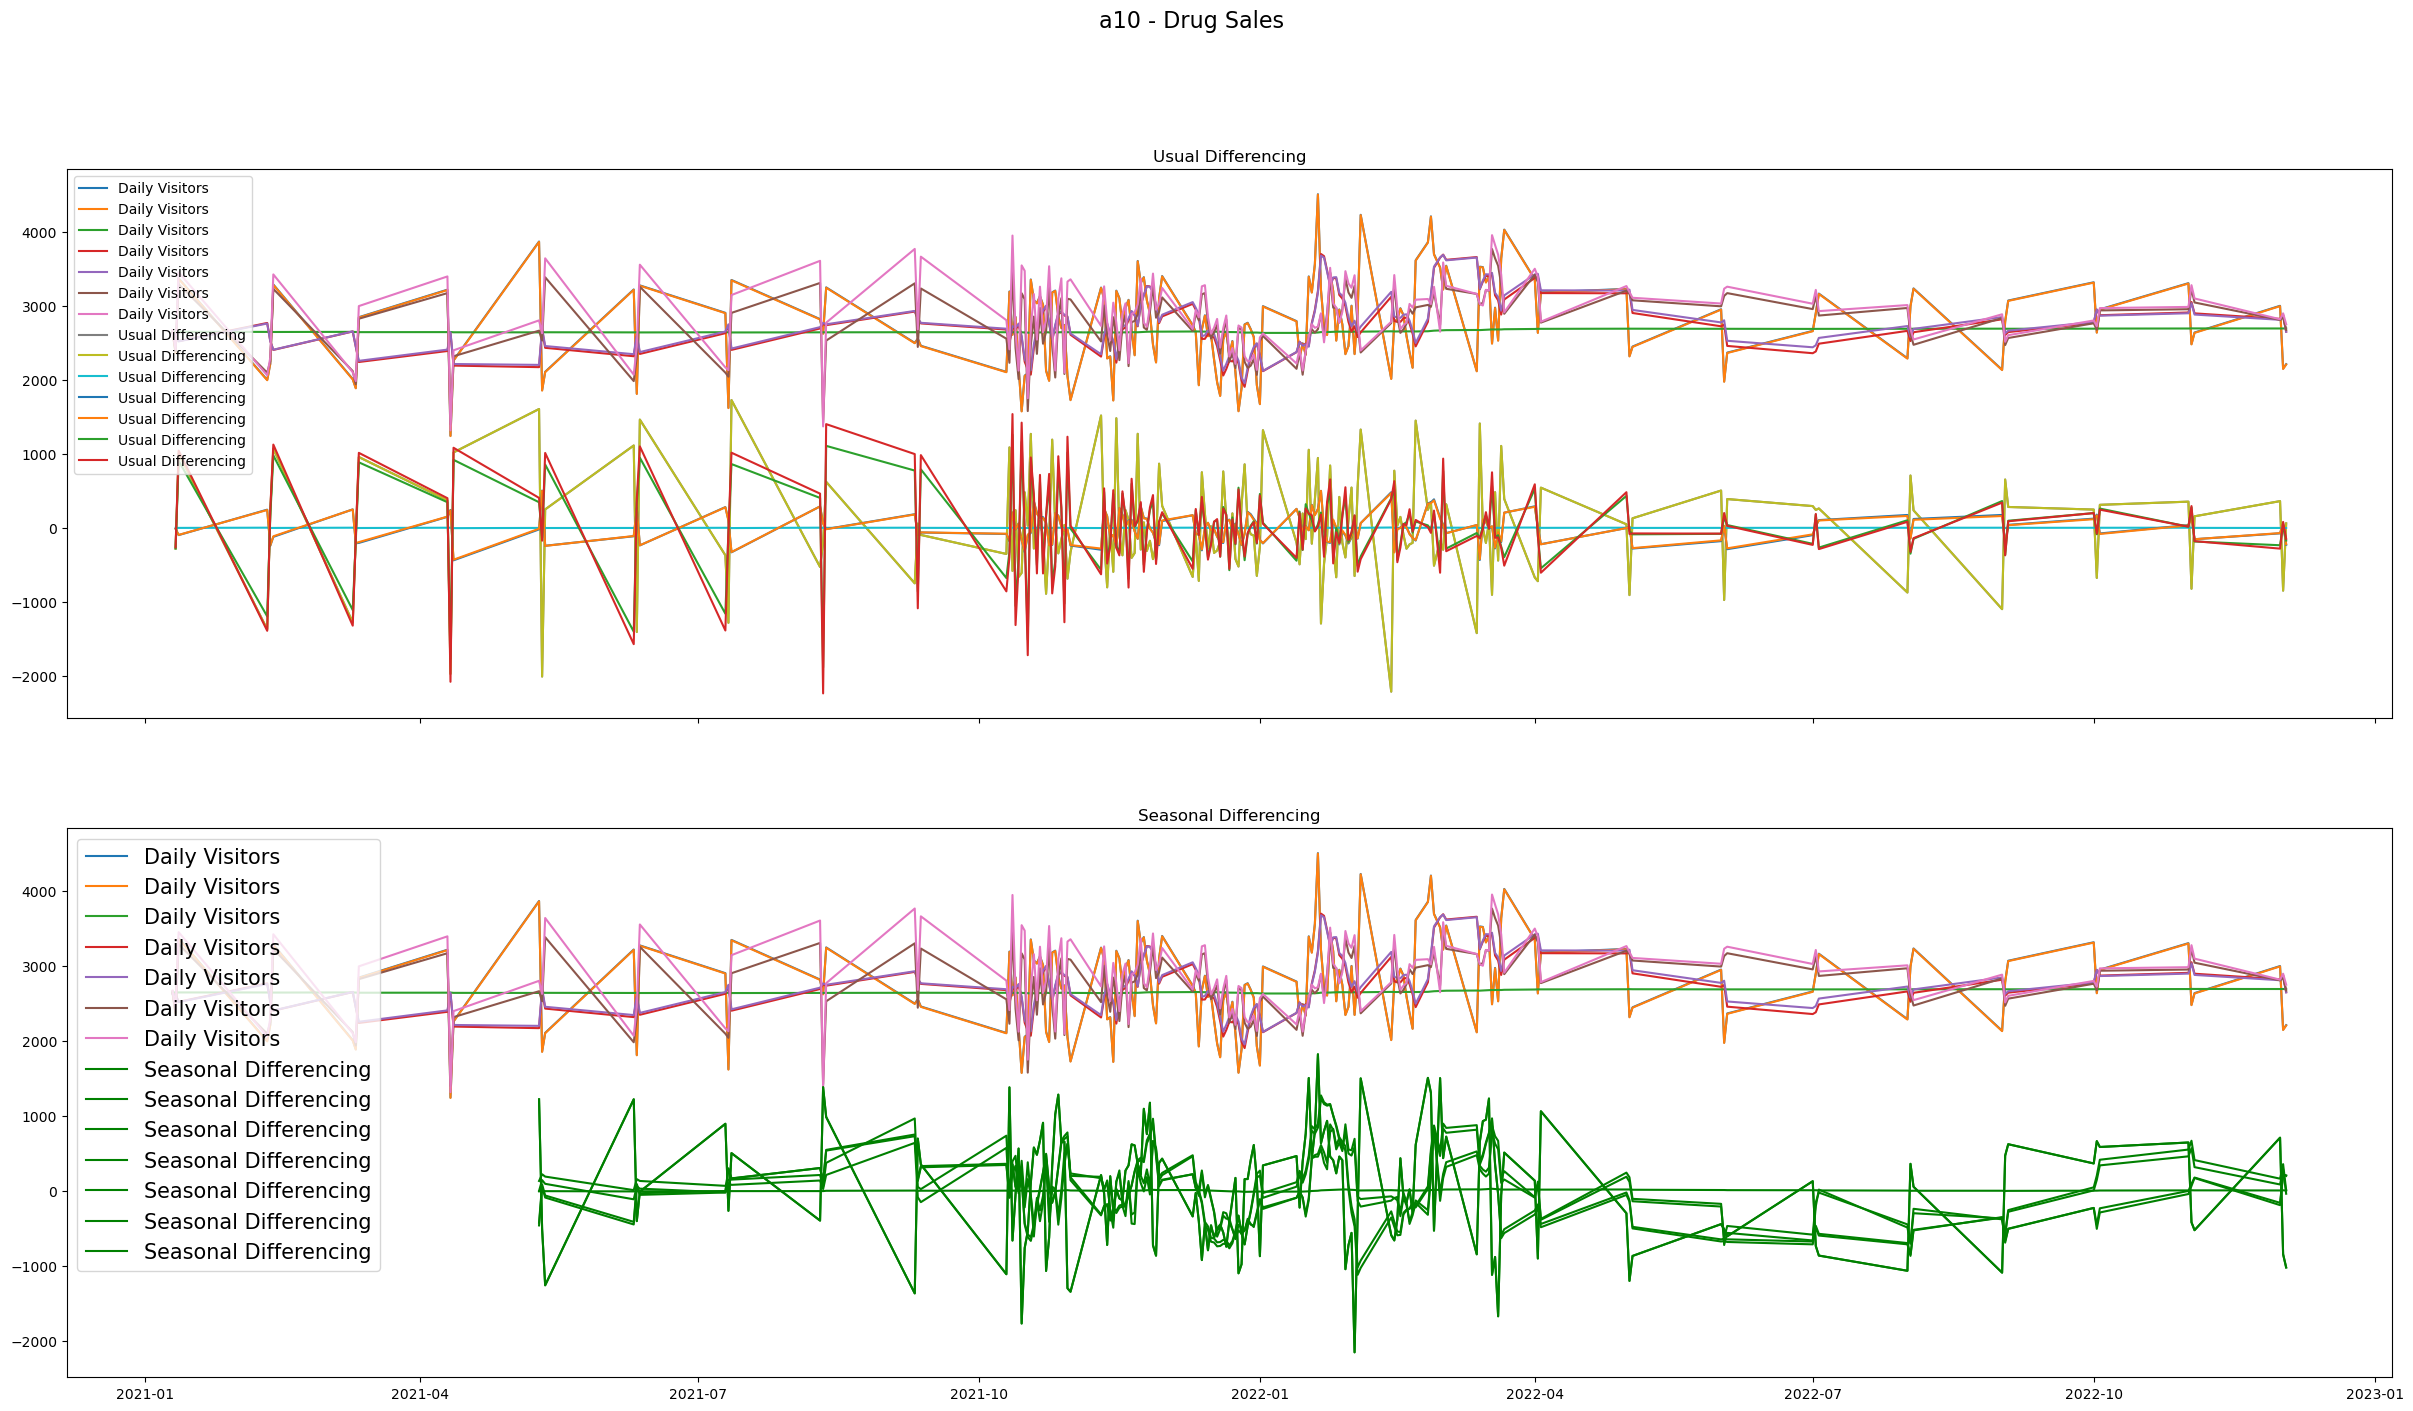 a10 - Drug Sales
Usual Differencing
Daily Visitors
Daily Visitors
Daily Visitors
Daily Visitors
Daily Visitors
Daily Visitors
Daily Visitors
Usual Differencing
Usual Differencing
Usual Differencing
Usual Differencing
Usual Differencing
Usual Differencing
Usual Differencing
4000
3000
2000
1000
0
−1000
−2000
Seasonal Differencing
Daily Visitors
Daily Visitors
Daily Visitors
Daily Visitors
Daily Visitors
Daily Visitors
Daily Visitors
Seasonal Differencing
Seasonal Differencing
Seasonal Differencing
Seasonal Differencing
Seasonal Differencing
Seasonal Differencing
Seasonal Differencing
4000
3000
2000
1000
0
−1000
−2000
2021-01 2021-04 2021-07 2021-10 2022-01 2022-04 2022-07 2022-10 2023-01